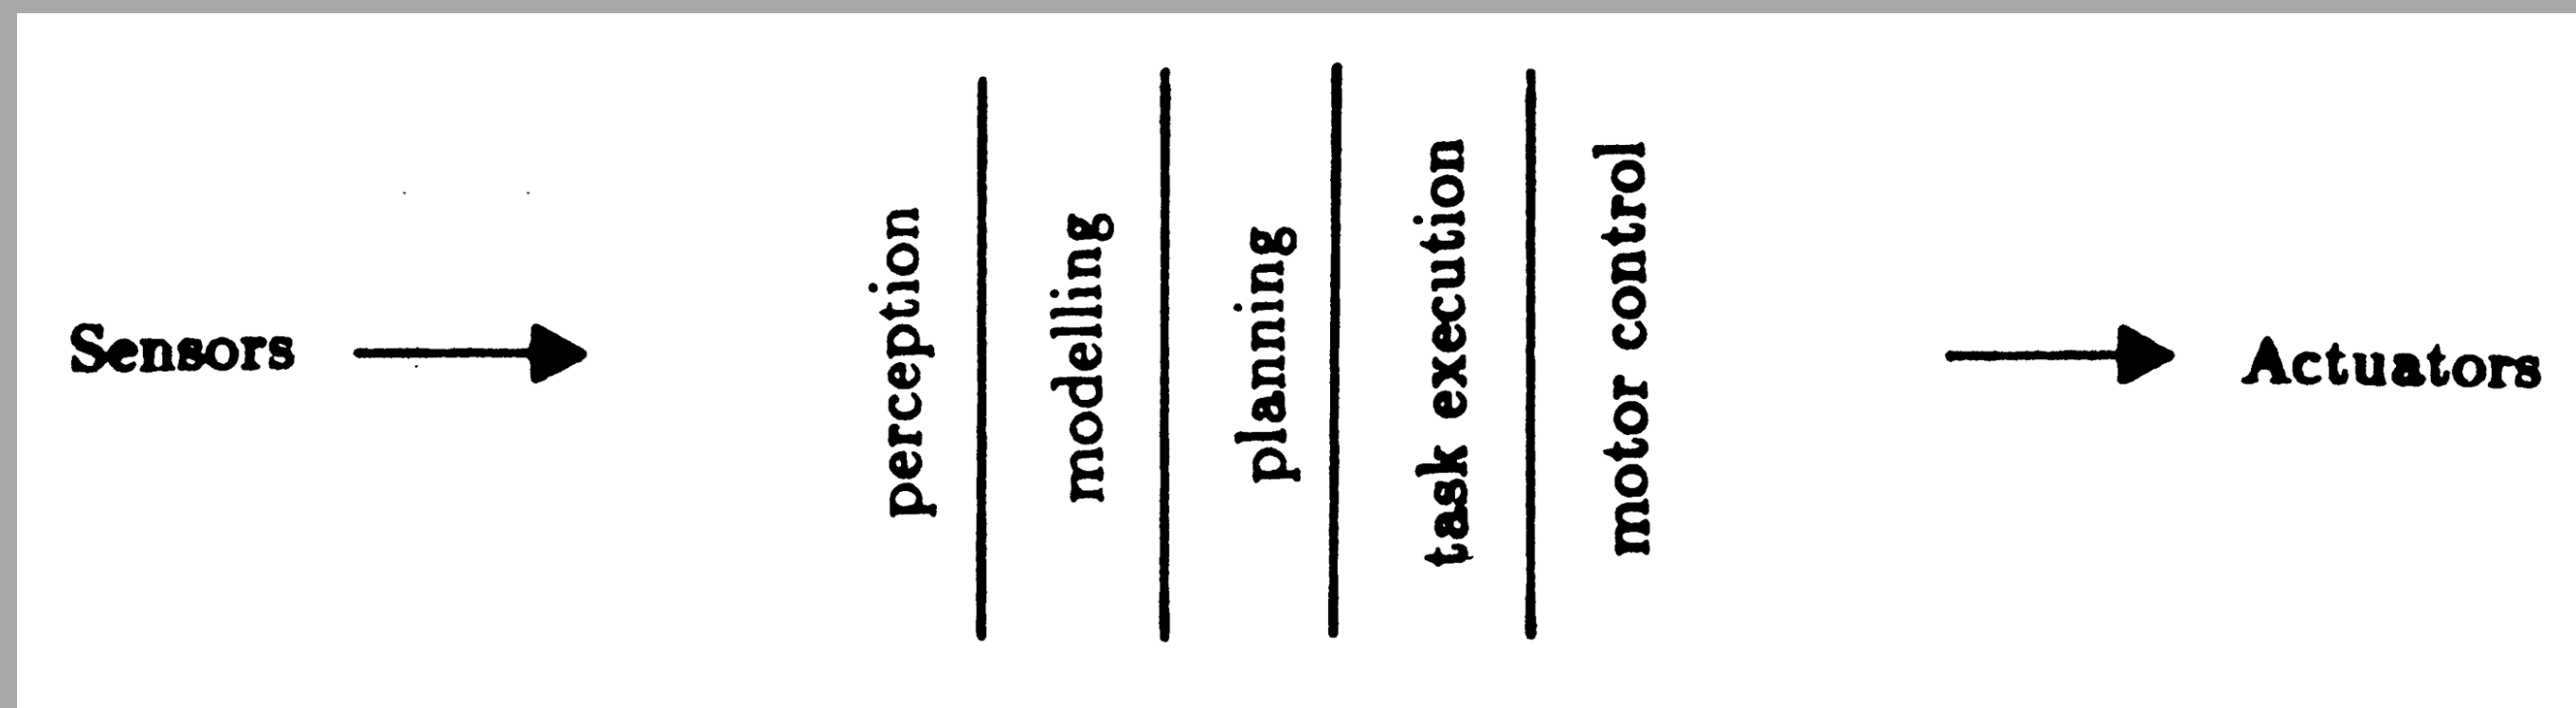 Sensors
perception
modelling
planning
task execution
motor control
Actuators